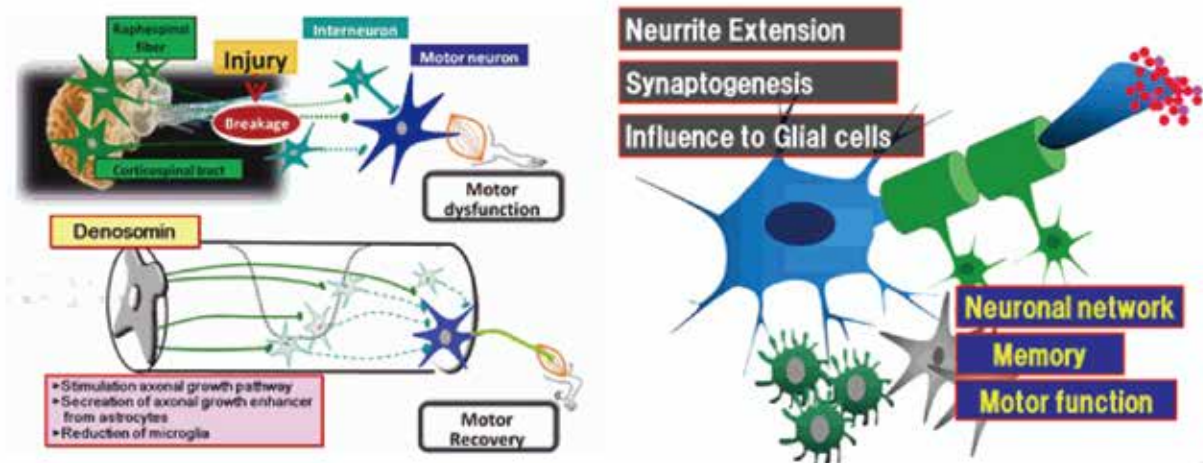 Raphespinal
fiber
Injury
Interneuron
Motor neuron
Breakage
Corticospinal tract
Motor
dysfunction
Denosomin
▸Stimulation axonal growth pathway
▸Secreation of axonal growth enhancer
from astrocytes
▸Reduction of microglia
Motor
Recovery
Neurrite Extension
Synaptogenesis
Influence to Glial cells
Neuronal network
Memory
Motor function